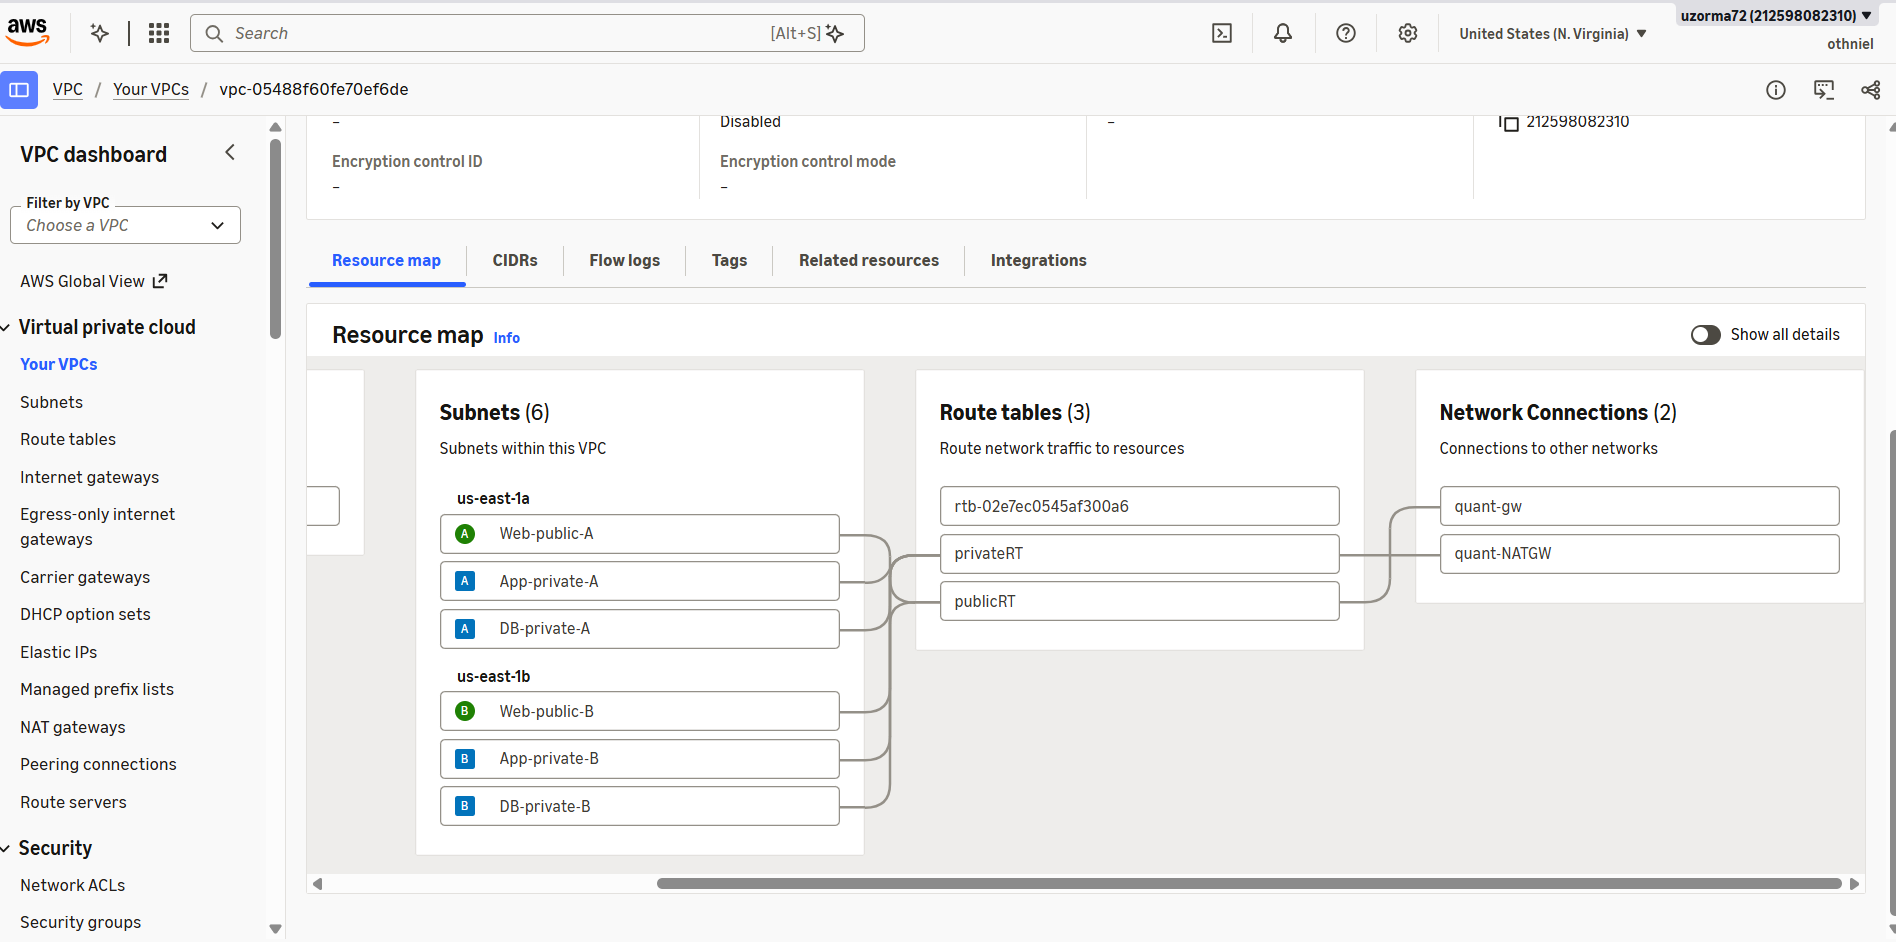 aws
Search
[Alt+S]
United States (N. Virginia)
uzorma72 (212598082310)
othniel
VPC / Your VPCs / vpc-05488f60fe70ef6de
VPC dashboard
Filter by VPC
Choose a VPC
AWS Global View
Virtual private cloud
Your VPCs
Subnets
Route tables
Internet gateways
Egress-only internet
gateways
Carrier gateways
DHCP option sets
Elastic IPs
Managed prefix lists
NAT gateways
Peering connections
Route servers
Security
Network ACLs
Security groups
–
Disabled
–
212598082310
Encryption control ID
–
Encryption control mode
–
Resource map
CIDRs
Flow logs
Tags
Related resources
Integrations
Resource map Info
Show all details
Subnets (6)
Subnets within this VPC
us-east-1a
A Web-public-A
A App-private-A
A DB-private-A
us-east-1b
B Web-public-B
B App-private-B
B DB-private-B
Route tables (3)
Route network traffic to resources
rtb-02e7ec0545af300a6
privateRT
publicRT
Network Connections (2)
Connections to other networks
quant-gw
quant-NATGW